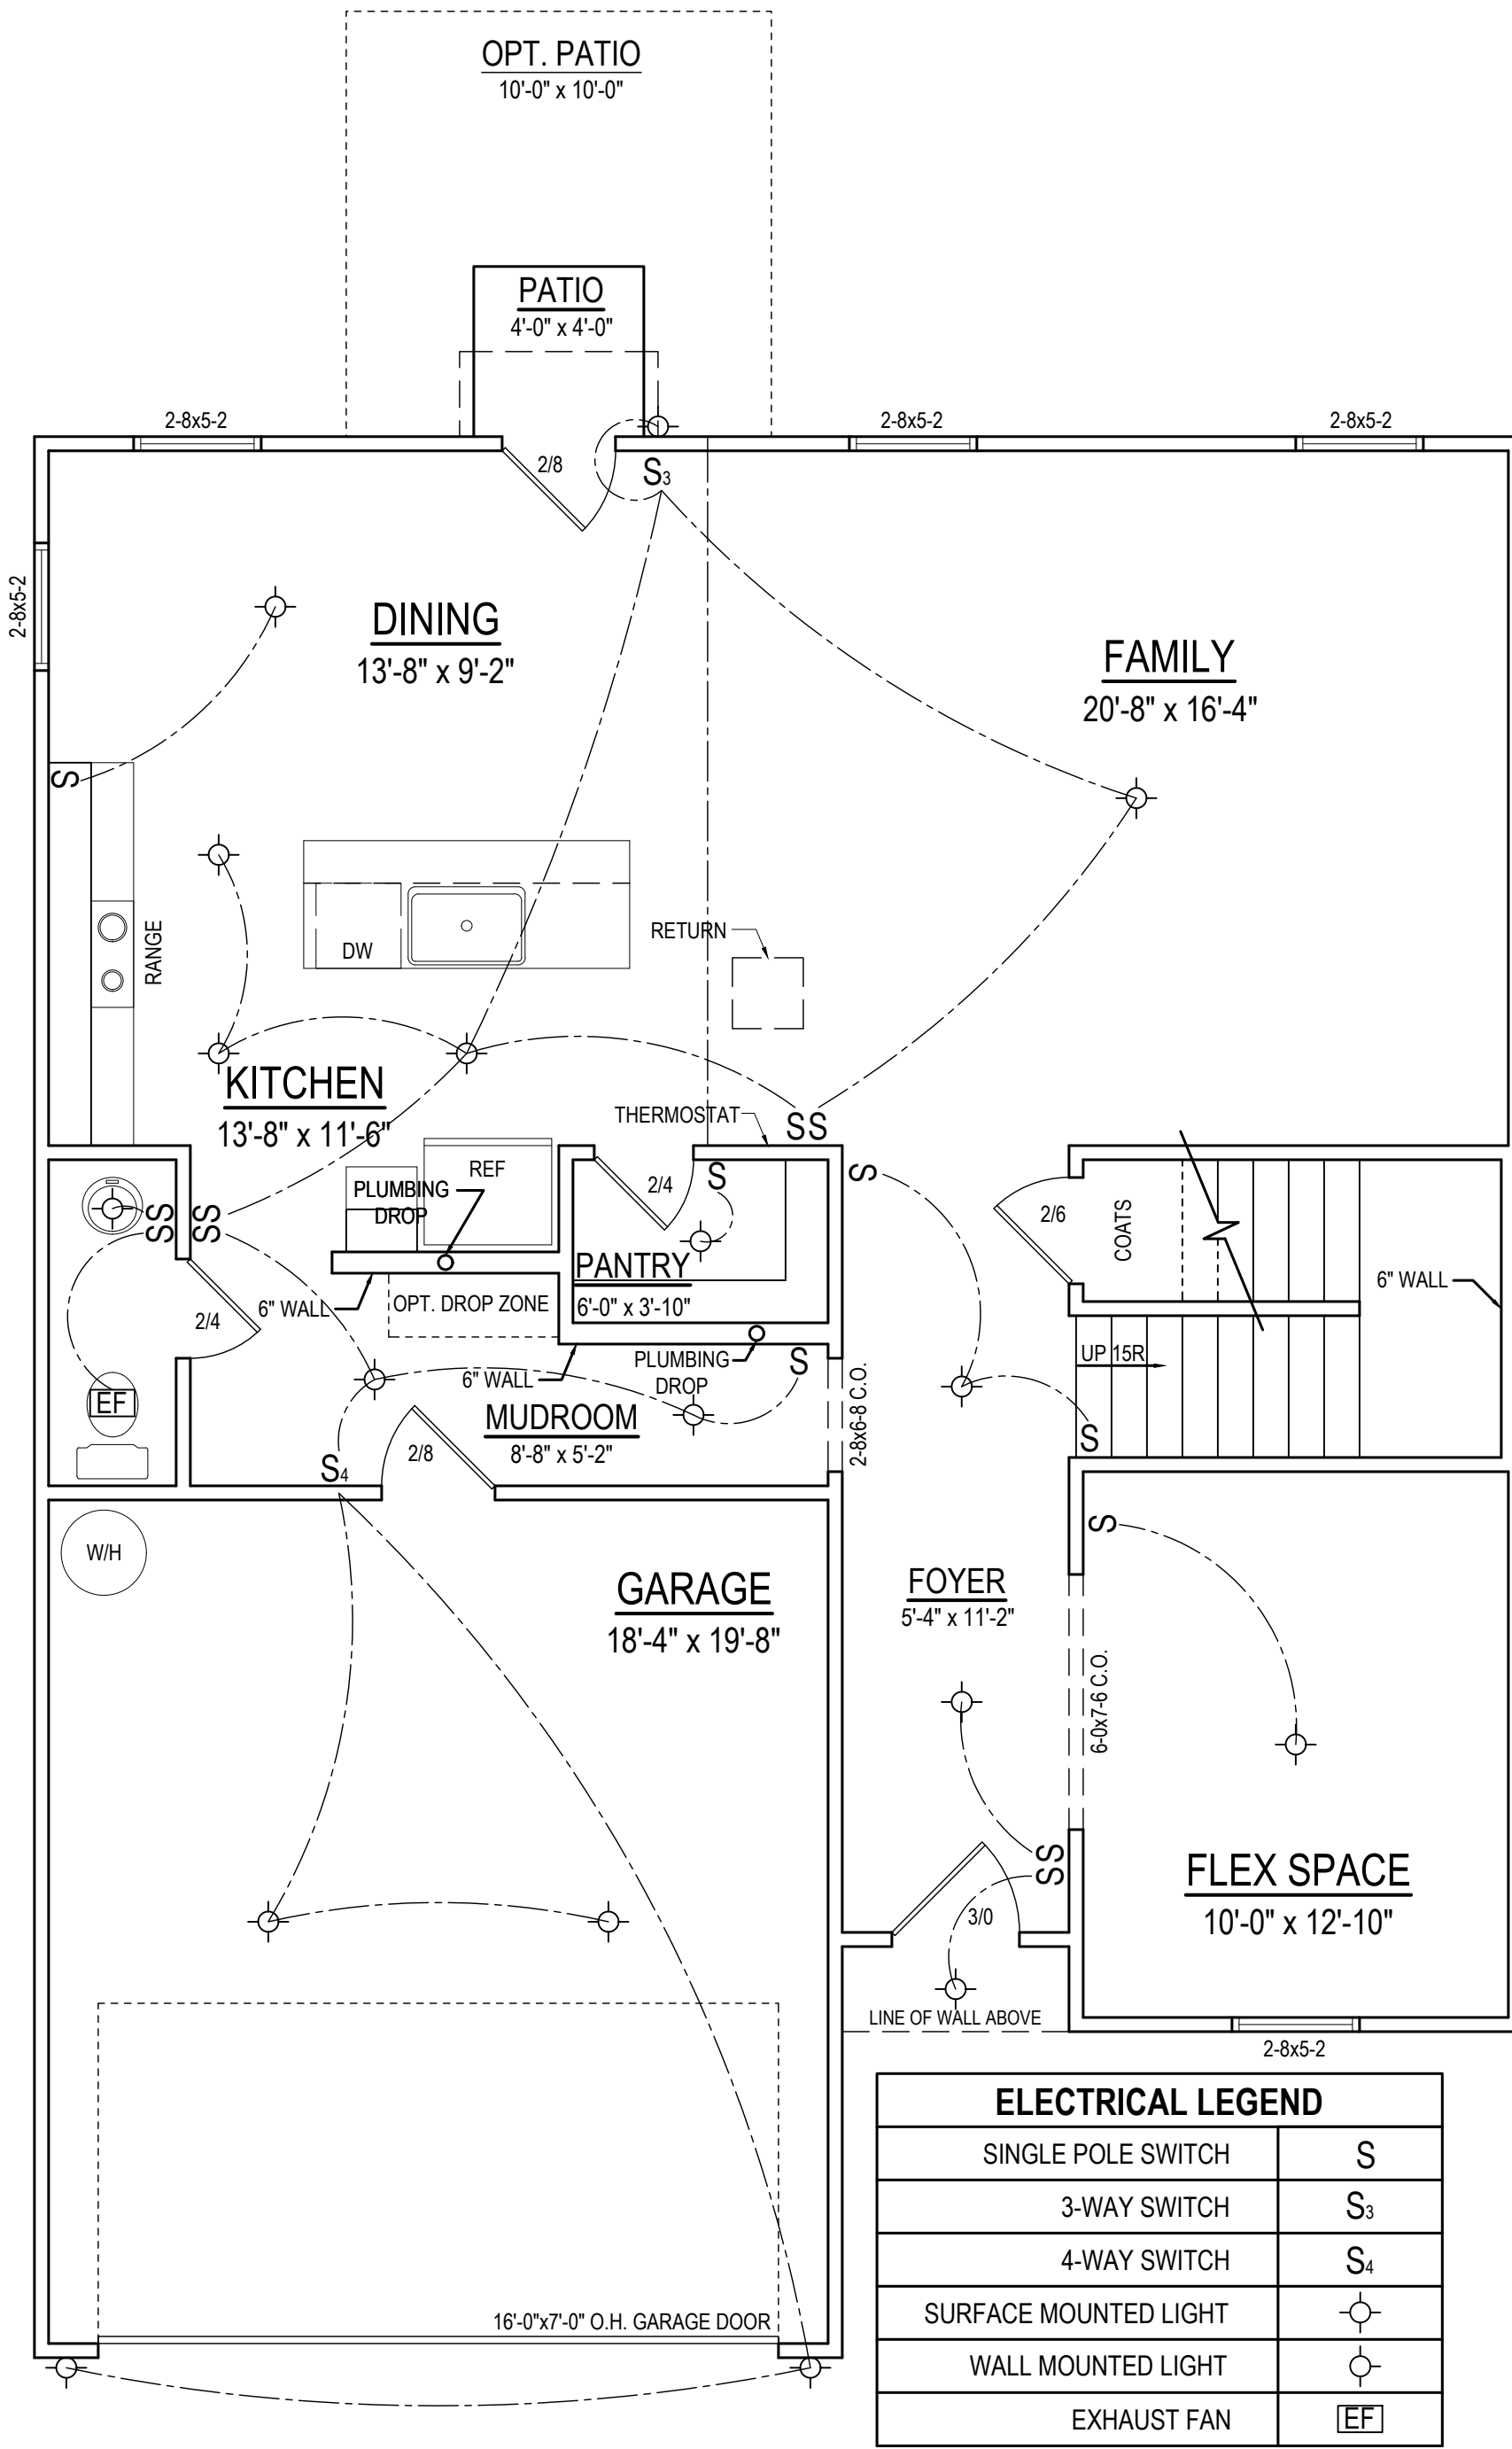 OPT. PATIO
10'-0" x 10'-0"
PATIO
4'-0" x 4'-0"
2-8x5-2
2-8x5-2
2-8x5-2
2/8
S3
2-8x5-2
DINING
13'-8" x 9'-2"
FAMILY
20'-8" x 16'-4"
S
RANGE
DW
RETURN
KITCHEN
13'-8" x 11'-6"
THERMOSTAT
SS
REF
PLUMBING
DROP
2/4
S
S
2/6
COATS
SS
SS
SS
SS
PANTRY
6'-0" x 3'-10"
6" WALL
6" WALL
OPT. DROP ZONE
2/4
PLUMBING
DROP
S
UP 15R
6" WALL
EF
MUDROOM
8'-8" x 5'-2"
2-8x6-8 C.O.
S
S4
2/8
W/H
GARAGE
18'-4" x 19'-8"
FOYER
5'-4" x 11'-2"
S
6-0x7-6 C.O.
S
S
FLEX SPACE
10'-0" x 12'-10"
3/0
LINE OF WALL ABOVE
2-8x5-2
16'-0"x7'-0" O.H. GARAGE DOOR
ELECTRICAL LEGEND
SINGLE POLE SWITCH S
3-WAY SWITCH S3
4-WAY SWITCH S4
SURFACE MOUNTED LIGHT
WALL MOUNTED LIGHT
EXHAUST FAN EF